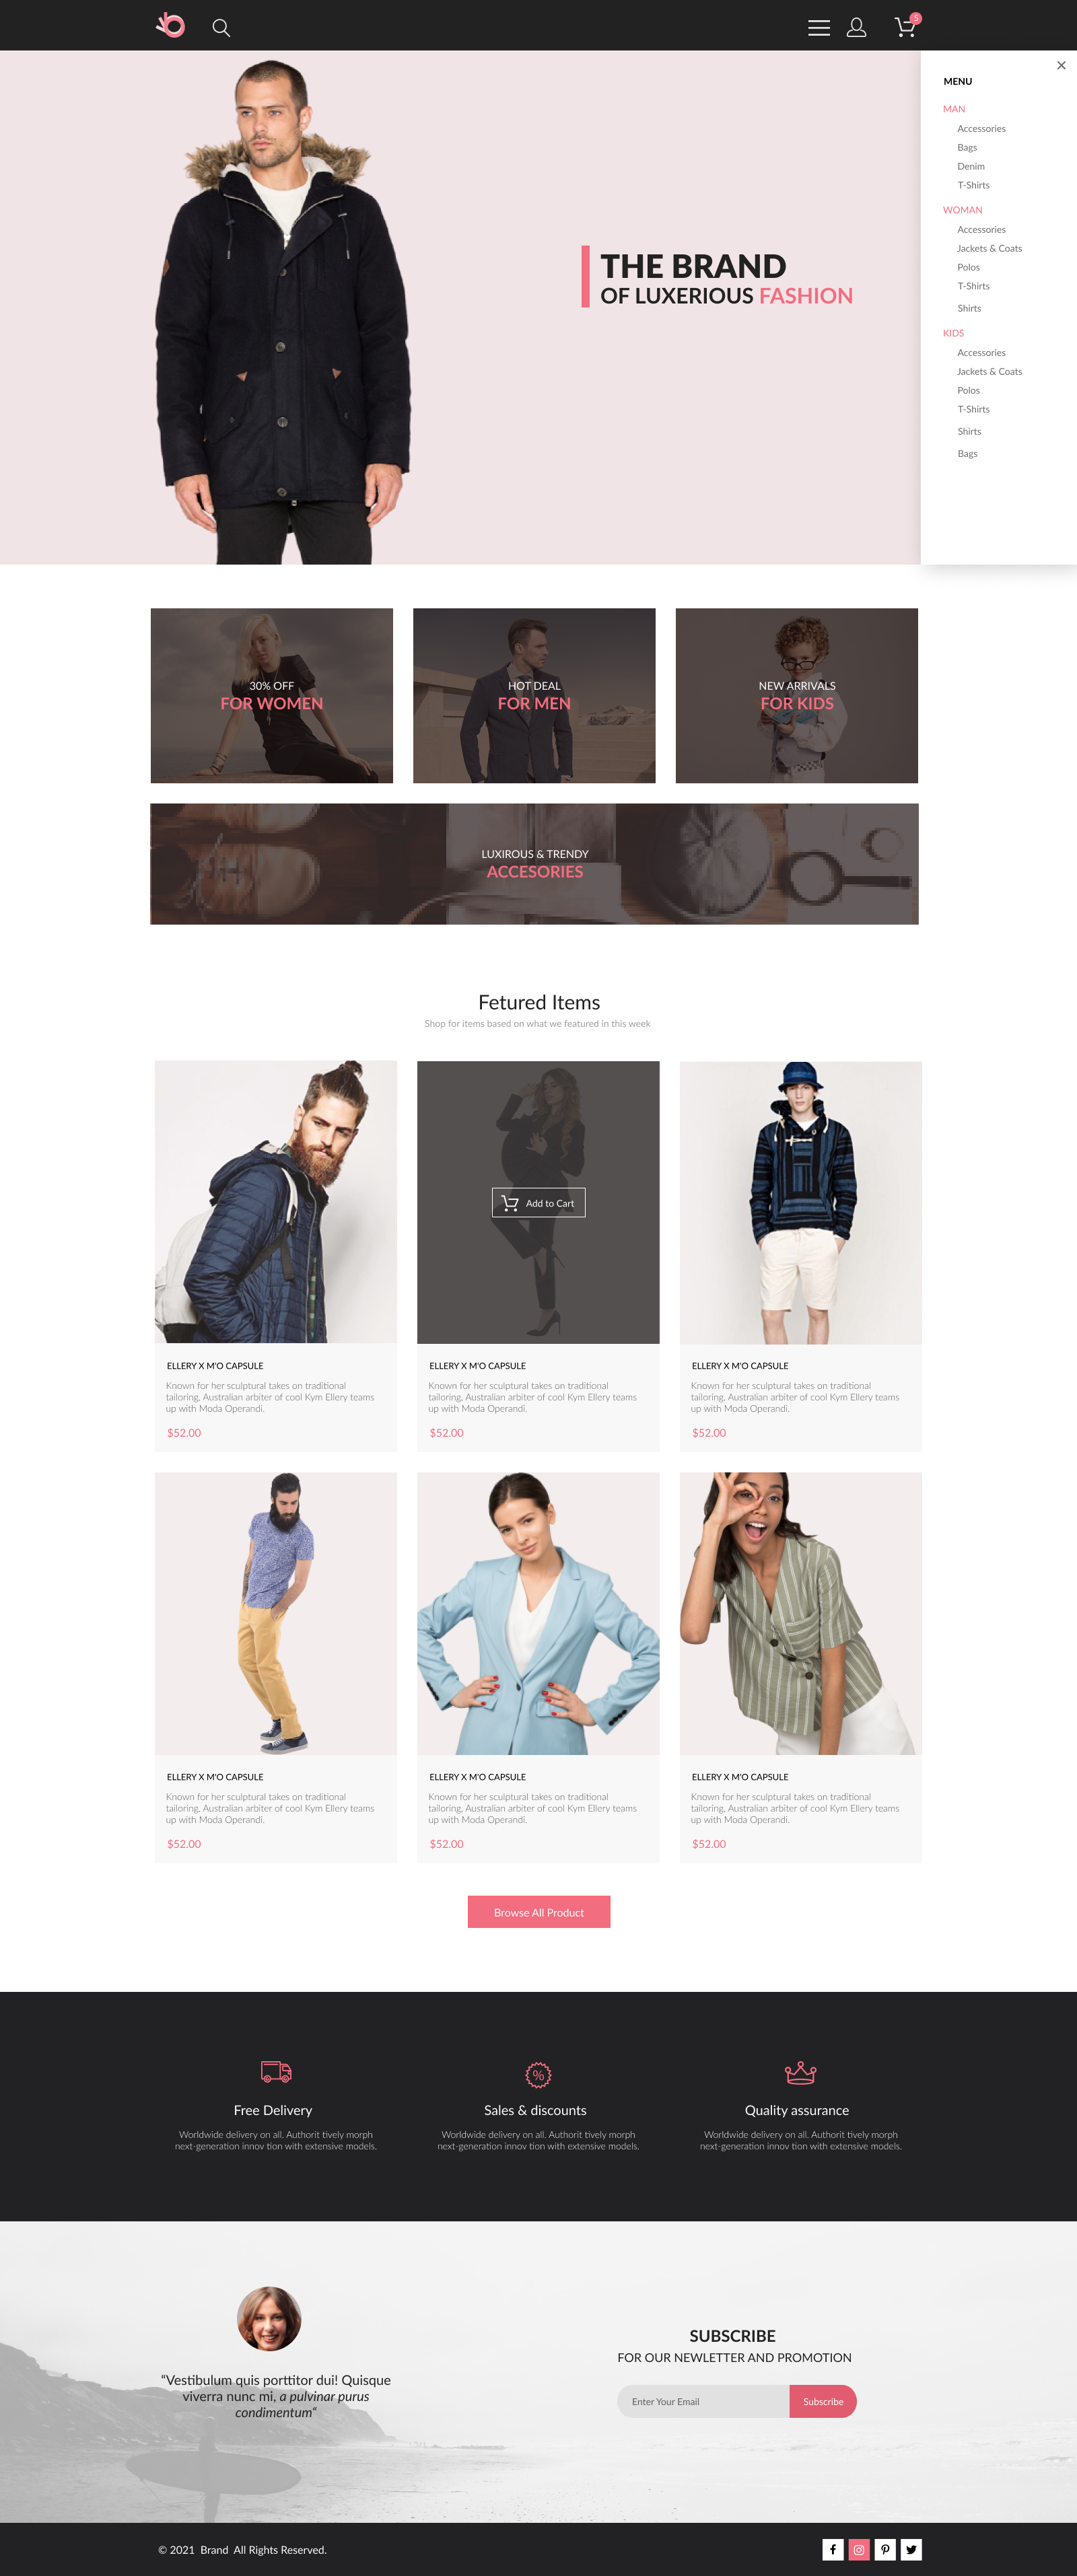 5
MENU
MAN
Accessories
Bags
Denim
T-Shirts
WOMAN
Accessories
Jackets & Coats
Polos
T-Shirts
Shirts
KIDS
Accessories
Jackets & Coats
Polos
T-Shirts
Shirts
Bags
THE BRAND
OF LUXERIOUS FASHION
30% OFF
FOR WOMEN
HOT DEAL
FOR MEN
NEW ARRIVALS
FOR KIDS
LUXIROUS & TRENDY
ACCESORIES
Fetured Items
Shop for items based on what we featured in this week
Add to Cart
ELLERY X M'O CAPSULE
Known for her sculptural takes on traditional
tailoring, Australian arbiter of cool Kym Ellery teams
up with Moda Operandi.
$52.00
ELLERY X M'O CAPSULE
Known for her sculptural takes on traditional
tailoring, Australian arbiter of cool Kym Ellery teams
up with Moda Operandi.
$52.00
ELLERY X M'O CAPSULE
Known for her sculptural takes on traditional
tailoring, Australian arbiter of cool Kym Ellery teams
up with Moda Operandi.
$52.00
ELLERY X M'O CAPSULE
Known for her sculptural takes on traditional
tailoring, Australian arbiter of cool Kym Ellery teams
up with Moda Operandi.
$52.00
ELLERY X M'O CAPSULE
Known for her sculptural takes on traditional
tailoring, Australian arbiter of cool Kym Ellery teams
up with Moda Operandi.
$52.00
ELLERY X M'O CAPSULE
Known for her sculptural takes on traditional
tailoring, Australian arbiter of cool Kym Ellery teams
up with Moda Operandi.
$52.00
Browse All Product
%
Free Delivery
Worldwide delivery on all. Authorit tively morph
next-generation innov tion with extensive models.
Sales & discounts
Worldwide delivery on all. Authorit tively morph
next-generation innov tion with extensive models.
Quality assurance
Worldwide delivery on all. Authorit tively morph
next-generation innov tion with extensive models.
“Vestibulum quis porttitor dui! Quisque
viverra nunc mi, a pulvinar purus
condimentum“
SUBSCRIBE
FOR OUR NEWLETTER AND PROMOTION
Enter Your Email
Subscribe
© 2021 Brand All Rights Reserved.